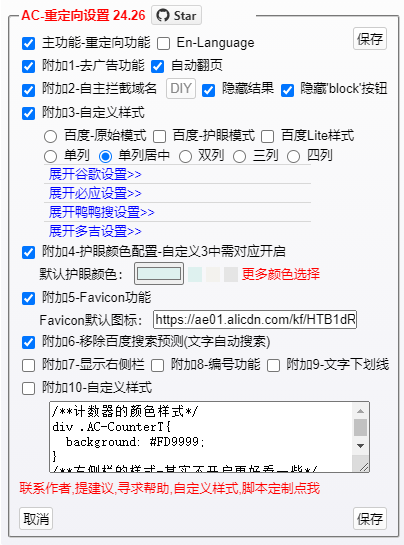 AC-重定向设置 24.26 Star
保存
主功能-重定向功能 En-Language
附加1-去广告功能 自动翻页
附加2-自主拦截域名 DIY 隐藏结果 隐藏'block'按钮
附加3-自定义样式
百度-原始模式 百度-护眼模式 百度Lite样式
单列 单列居中 双列 三列 四列
展开谷歌设置>>
展开必应设置>>
展开鸭鸭搜设置>>
展开多吉设置>>
附加4-护眼颜色配置-自定义3中需对应开启
默认护眼颜色： 更多颜色选择
附加5-Favicon功能
Favicon默认图标： https://ae01.alicdn.com/kf/HTB1dR
附加6-移除百度搜索预测(文字自动搜索)
附加7-显示右侧栏 附加8-编号功能 附加9-文字下划线
附加10-自定义样式
/**计数器的颜色样式*/
div .AC-CounterT{
background: #FD9999;
}
/**右侧栏的样式-其实不开启更好看一些*/
联系作者,提建议,寻求帮助,自定义样式,脚本定制点我
取消 保存